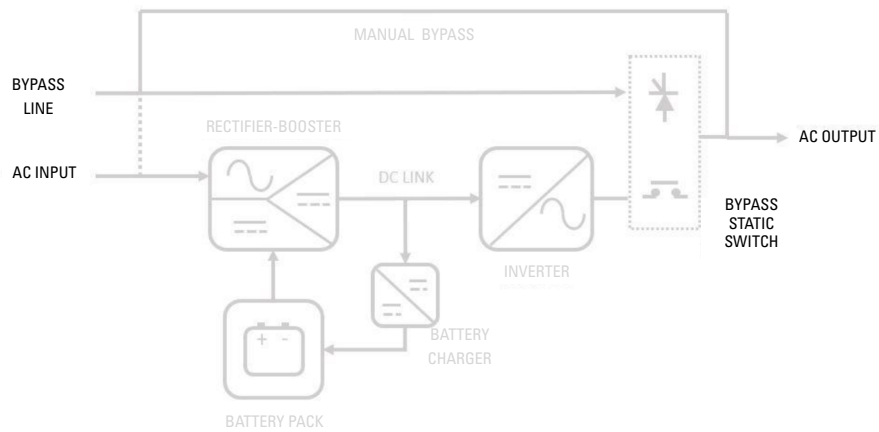 MANUAL BYPASS
BYPASS
LINE
RECTIFIER-BOOSTER
AC OUTPUT
AC INPUT
DC LINK
BYPASS
STATIC
SWITCH
INVERTER
BATTERY
CHARGER
+ -
BATTERY PACK